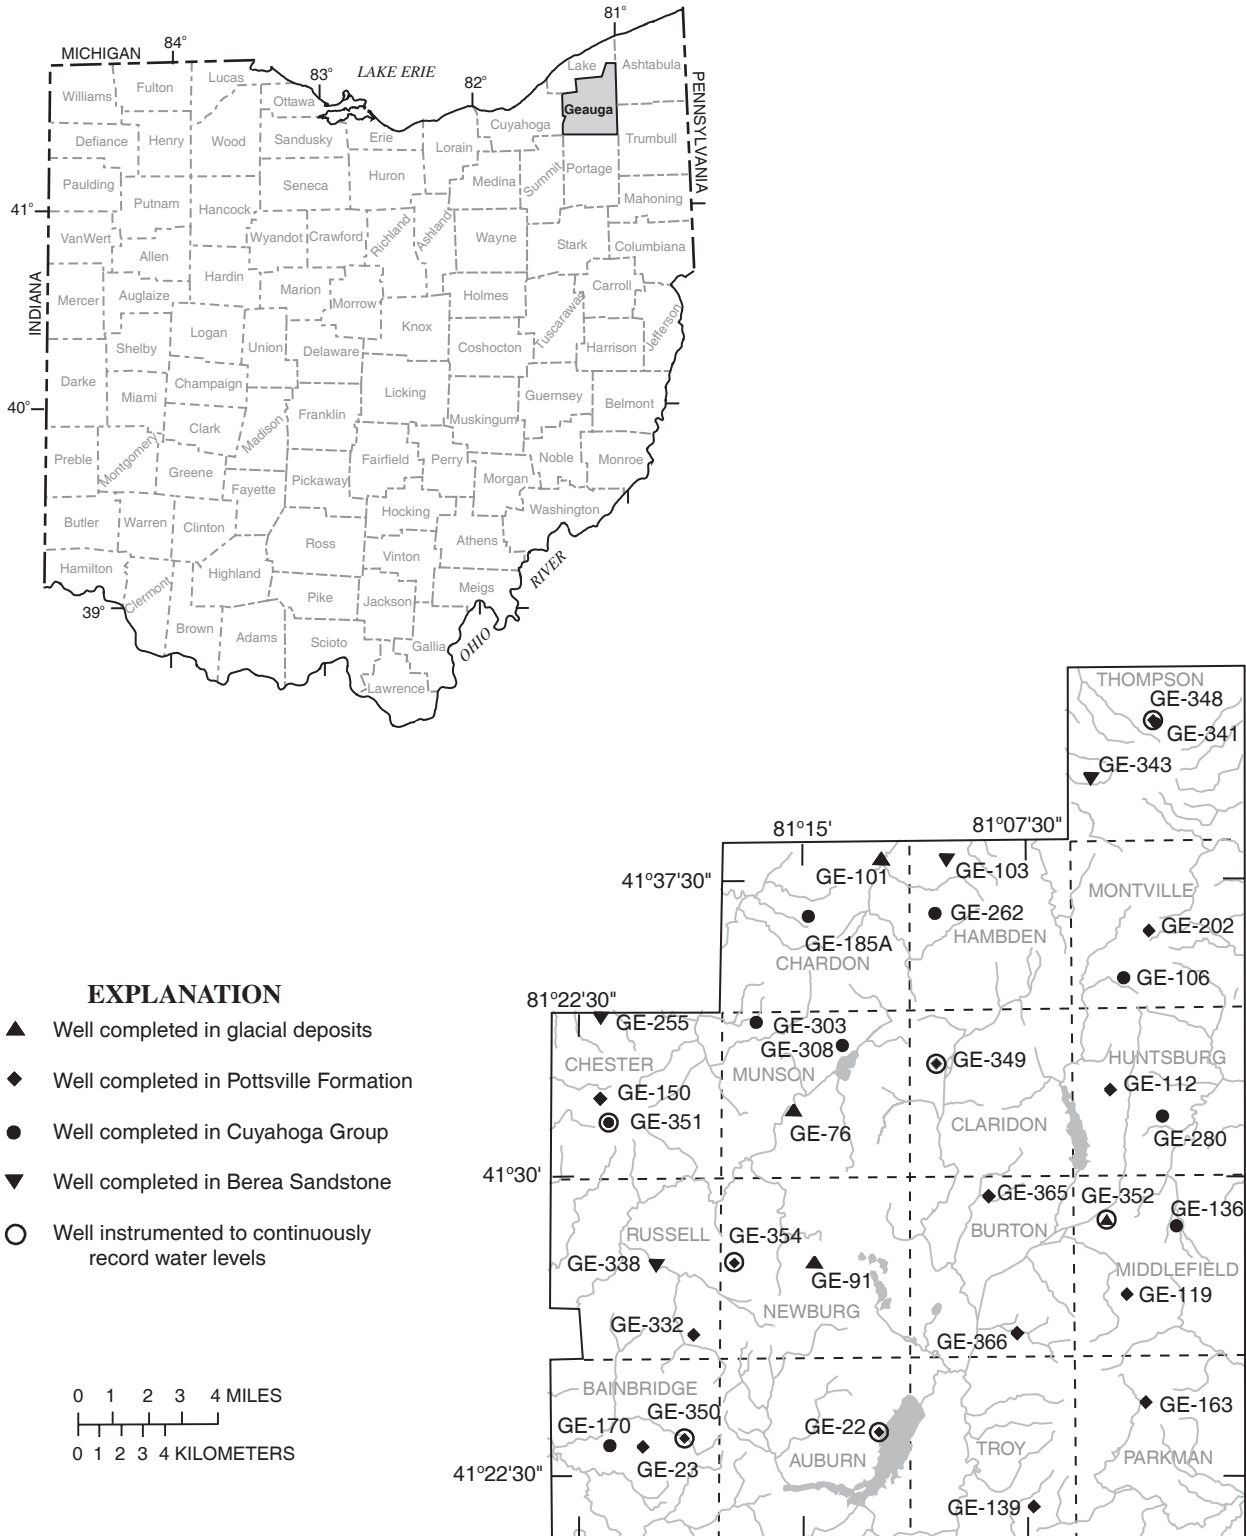 MICHIGAN
84°
83°
LAKE ERIE
82°
81°
PENNSYLVANIA
INDIANA
41°
40°
39°
OHIO
RIVER
Williams
Fulton
Lucas
Ottawa
Lake
Ashtabula
Geauga
Cuyahoga
Trumbull
Defiance
Henry
Wood
Sandusky
Erie
Lorain
Medina
Summit
Portage
Mahoning
Paulding
Putnam
Hancock
Seneca
Huron
VanWert
Allen
Wyandot
Crawford
Richland
Ashland
Wayne
Stark
Columbiana
Mercer
Auglaize
Hardin
Marion
Morrow
Holmes
Tuscarawas
Carroll
Jefferson
Shelby
Logan
Union
Delaware
Knox
Coshocton
Harrison
Darke
Miami
Champaign
Clark
Madison
Franklin
Licking
Muskingum
Guernsey
Belmont
Preble
Montgomery
Greene
Fayette
Pickaway
Fairfield
Perry
Morgan
Noble
Monroe
Washington
Butler
Warren
Clinton
Ross
Hocking
Athens
Vinton
Hamilton
Clermont
Highland
Pike
Jackson
Meigs
Brown
Adams
Scioto
Gallia
Lawrence
THOMPSON
GE-348
GE-341
GE-343
81°15'
81°07'30"
41°37'30"
GE-101
GE-103
MONTVILLE
GE-262
HAMBDEN
GE-202
GE-185A
CHARDON
GE-106
81°22'30"
GE-255
GE-303
GE-308
CHESTER
MUNSON
GE-349
HUNTSBURG
GE-150
GE-112
GE-351
GE-76
CLARIDON
GE-280
41°30'
GE-365
GE-352
GE-136
RUSSELL
GE-354
BURTON
GE-338
GE-91
MIDDLEFIELD
GE-119
NEWBURG
GE-332
GE-366
BAINBRIDGE
GE-170
GE-350
GE-22
GE-163
GE-23
AUBURN
TROY
PARKMAN
41°22'30"
GE-139
EXPLANATION
Well completed in glacial deposits
Well completed in Pottsville Formation
Well completed in Cuyahoga Group
Well completed in Berea Sandstone
Well instrumented to continuously
record water levels
0 1 2 3 4 MILES
0 1 2 3 4 KILOMETERS